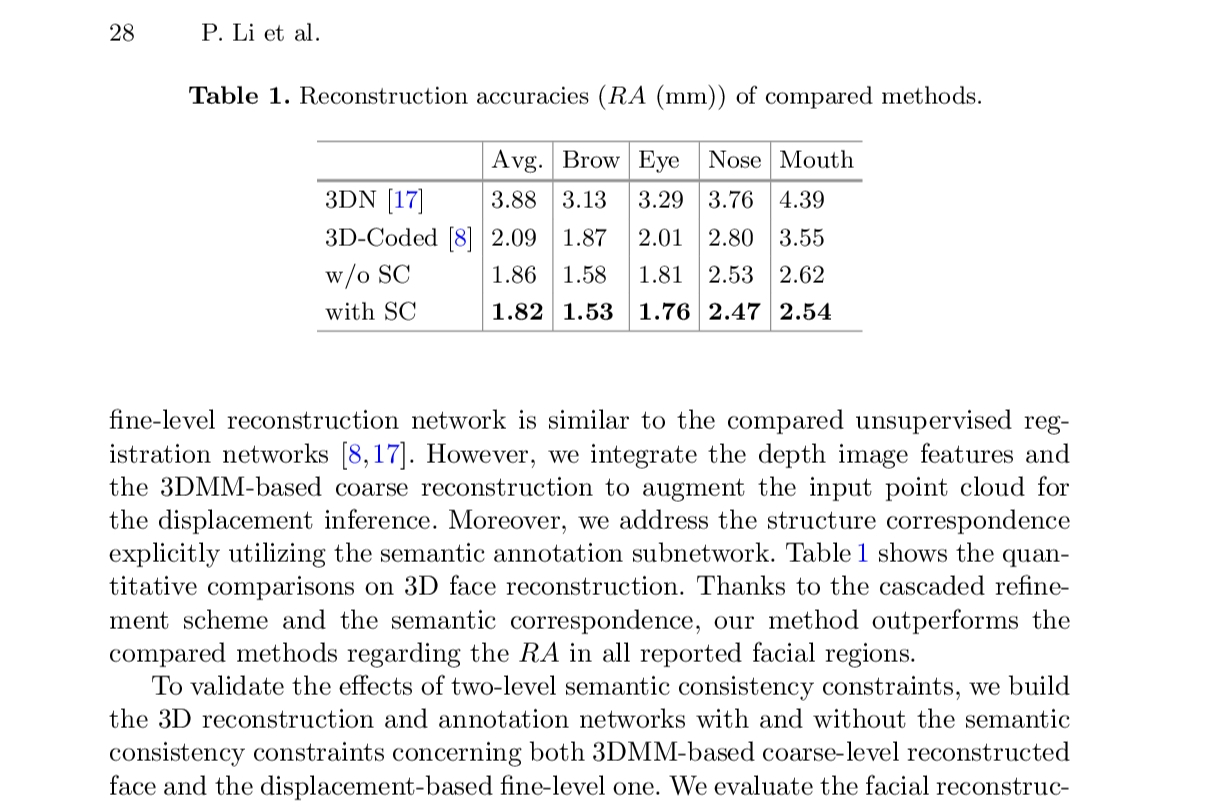 28 P. Li et al.
Table 1. Reconstruction accuracies (RA (mm)) of compared methods.
Avg. Brow Eye Nose Mouth
3DN [17] 3.88 3.13 3.29 3.76 4.39
3D-Coded [8] 2.09 1.87 2.01 2.80 3.55
w/o SC 1.86 1.58 1.81 2.53 2.62
with SC 1.82 1.53 1.76 2.47 2.54
fine-level reconstruction network is similar to the compared unsupervised reg-
istration networks [8,17]. However, we integrate the depth image features and
the 3DMM-based coarse reconstruction to augment the input point cloud for
the displacement inference. Moreover, we address the structure correspondence
explicitly utilizing the semantic annotation subnetwork. Table 1 shows the quan-
titative comparisons on 3D face reconstruction. Thanks to the cascaded refine-
ment scheme and the semantic correspondence, our method outperforms the
compared methods regarding the RA in all reported facial regions.
To validate the effects of two-level semantic consistency constraints, we build
the 3D reconstruction and annotation networks with and without the semantic
consistency constraints concerning both 3DMM-based coarse-level reconstructed
face and the displacement-based fine-level one. We evaluate the facial reconstruc-